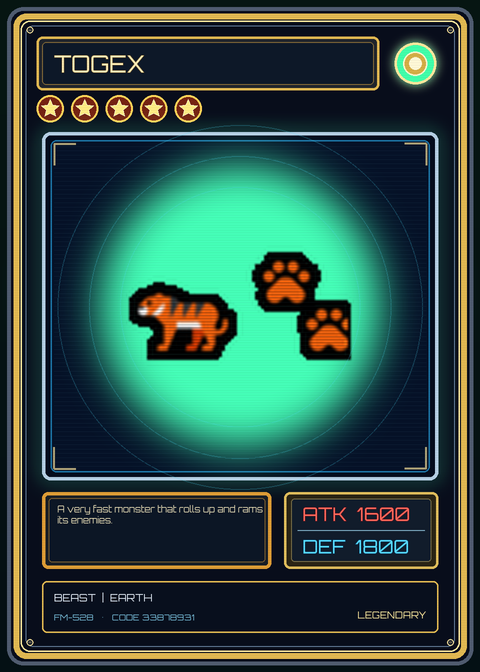 TOGEX
A very fast monster that rolls up and rams
its enemies.
ATK 1600
DEF 1800
BEAST | EARTH
FM-528 · CODE 33878931
LEGENDARY